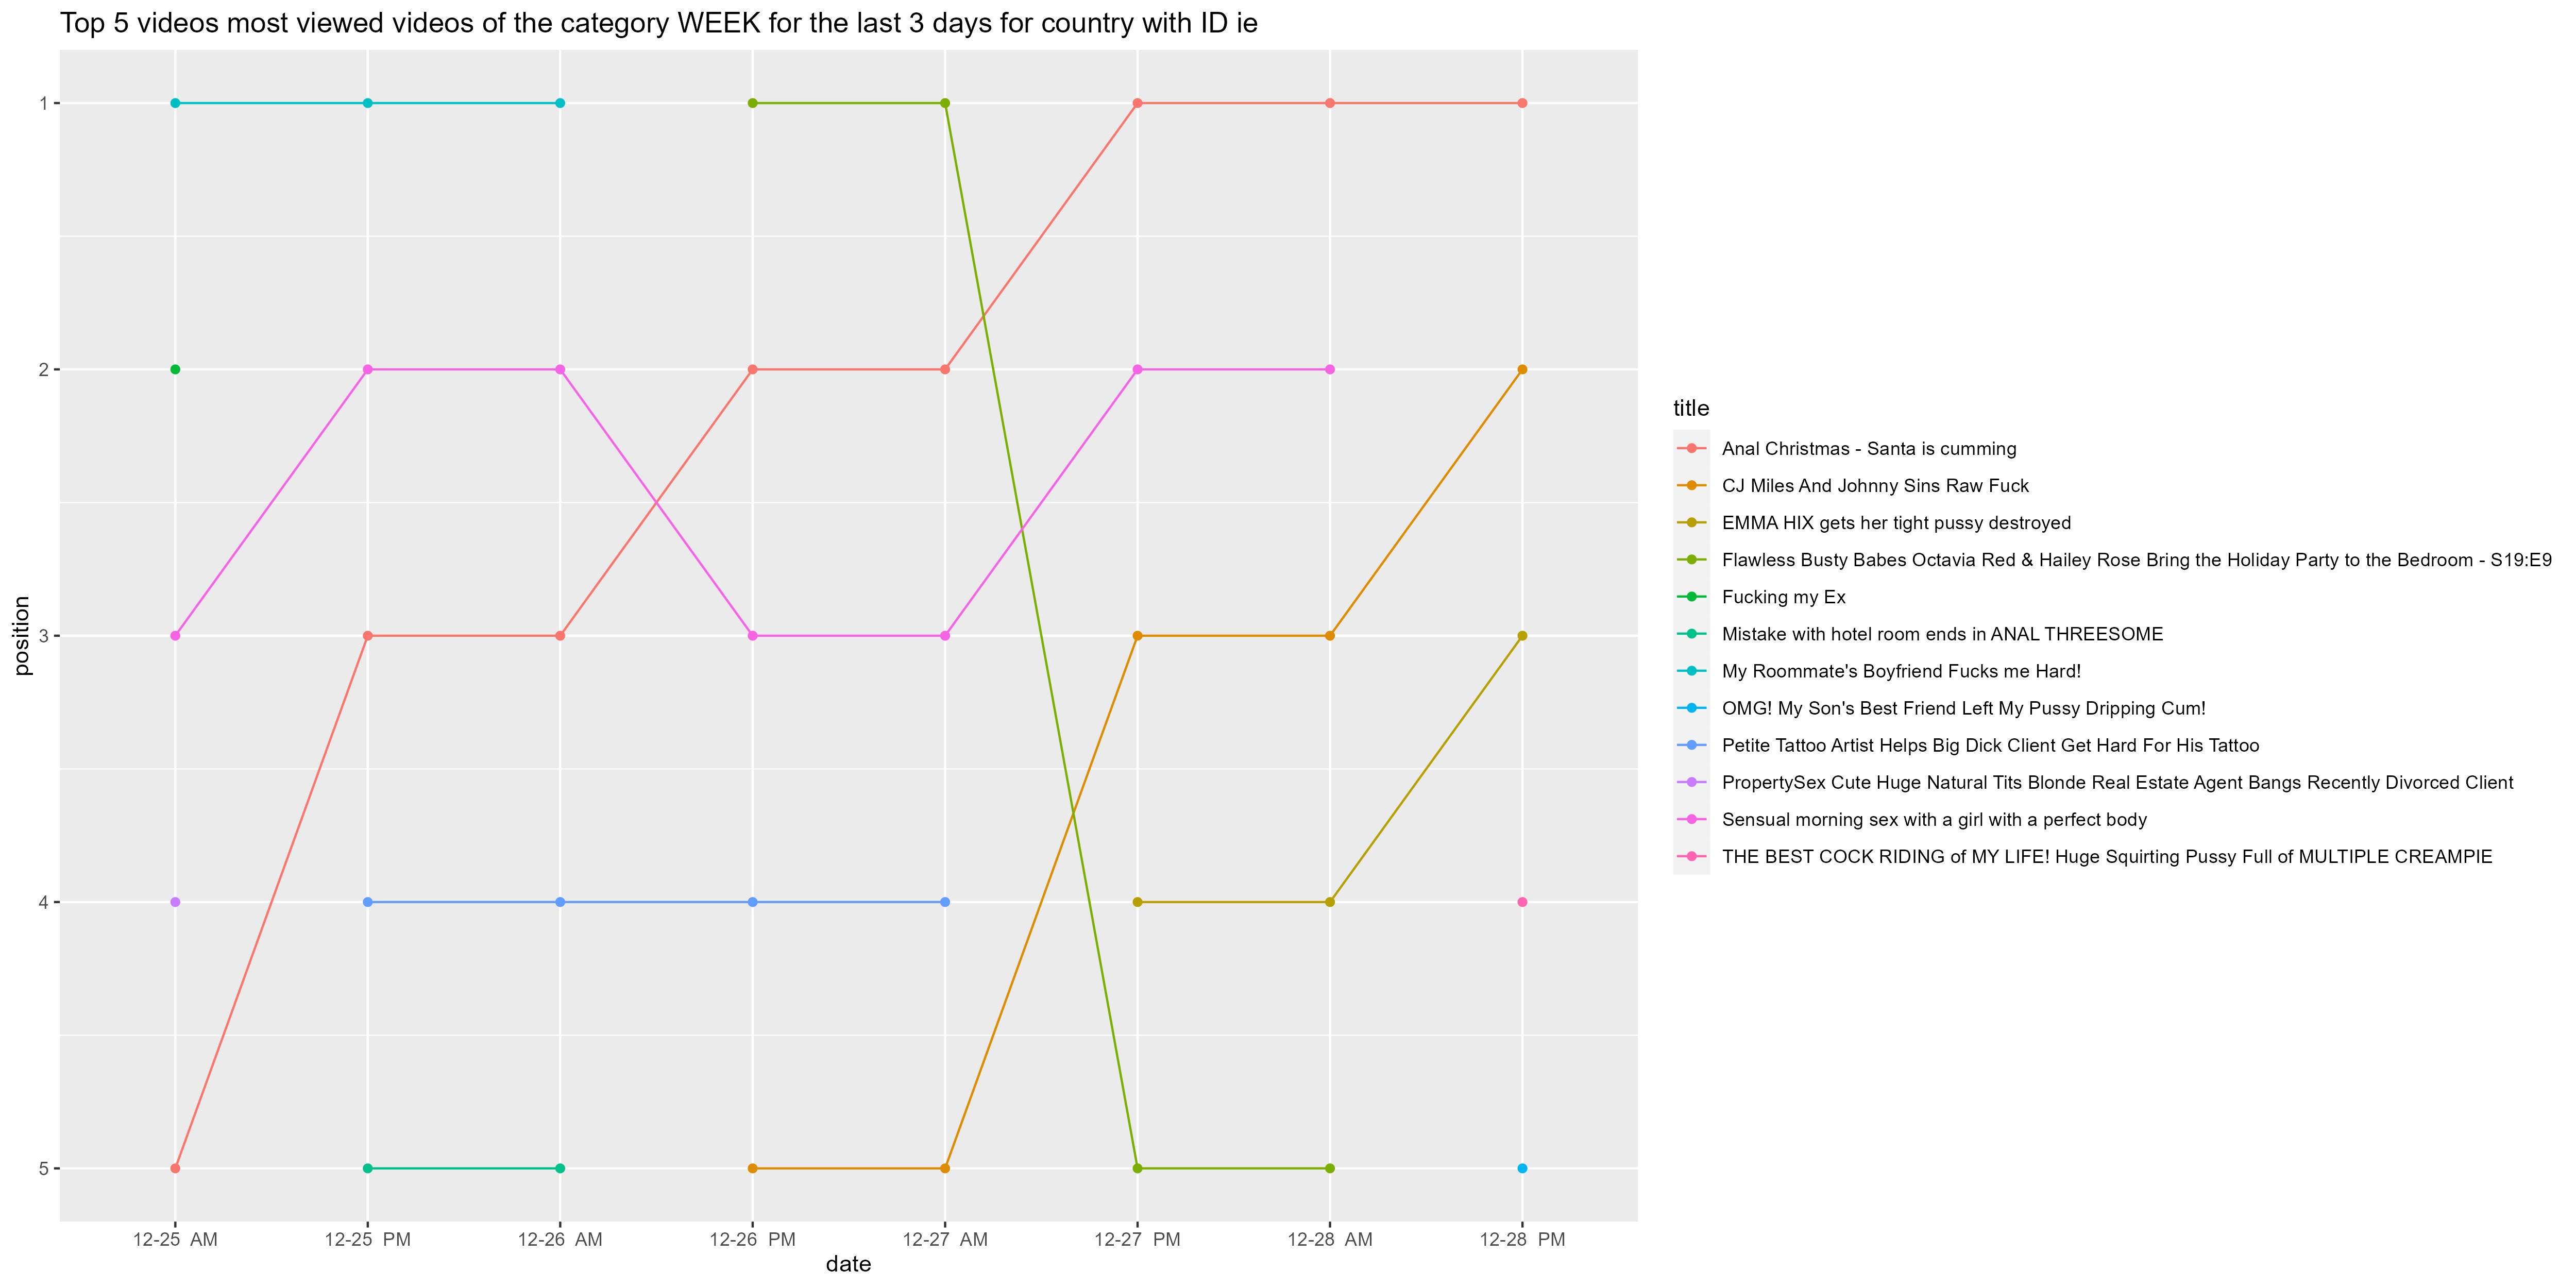 Top 5 videos most viewed videos of the category WEEK for the last 3 days for country with ID ie
position
1
2
3
4
5
12-25 AM
12-25 PM
12-26 AM
12-26 PM
12-27 AM
12-27 PM
12-28 AM
12-28 PM
date
title
Anal Christmas - Santa is cumming
CJ Miles And Johnny Sins Raw Fuck
EMMA HIX gets her tight pussy destroyed
Flawless Busty Babes Octavia Red & Hailey Rose Bring the Holiday Party to the Bedroom - S19:E9
Fucking my Ex
Mistake with hotel room ends in ANAL THREESOME
My Roommate's Boyfriend Fucks me Hard!
OMG! My Son's Best Friend Left My Pussy Dripping Cum!
Petite Tattoo Artist Helps Big Dick Client Get Hard For His Tattoo
PropertySex Cute Huge Natural Tits Blonde Real Estate Agent Bangs Recently Divorced Client
Sensual morning sex with a girl with a perfect body
THE BEST COCK RIDING of MY LIFE! Huge Squirting Pussy Full of MULTIPLE CREAMPIE